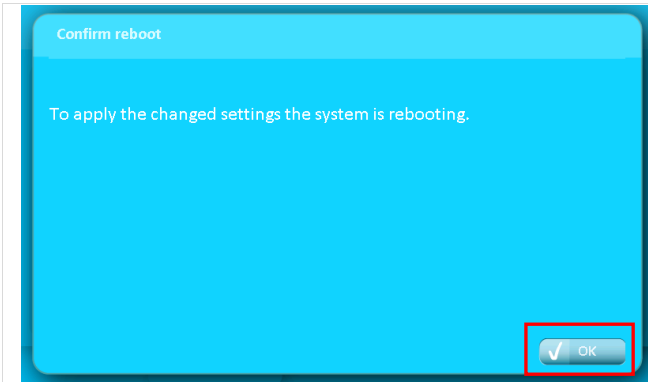 Confirm reboot
To apply the changed settings the system is rebooting.
OK